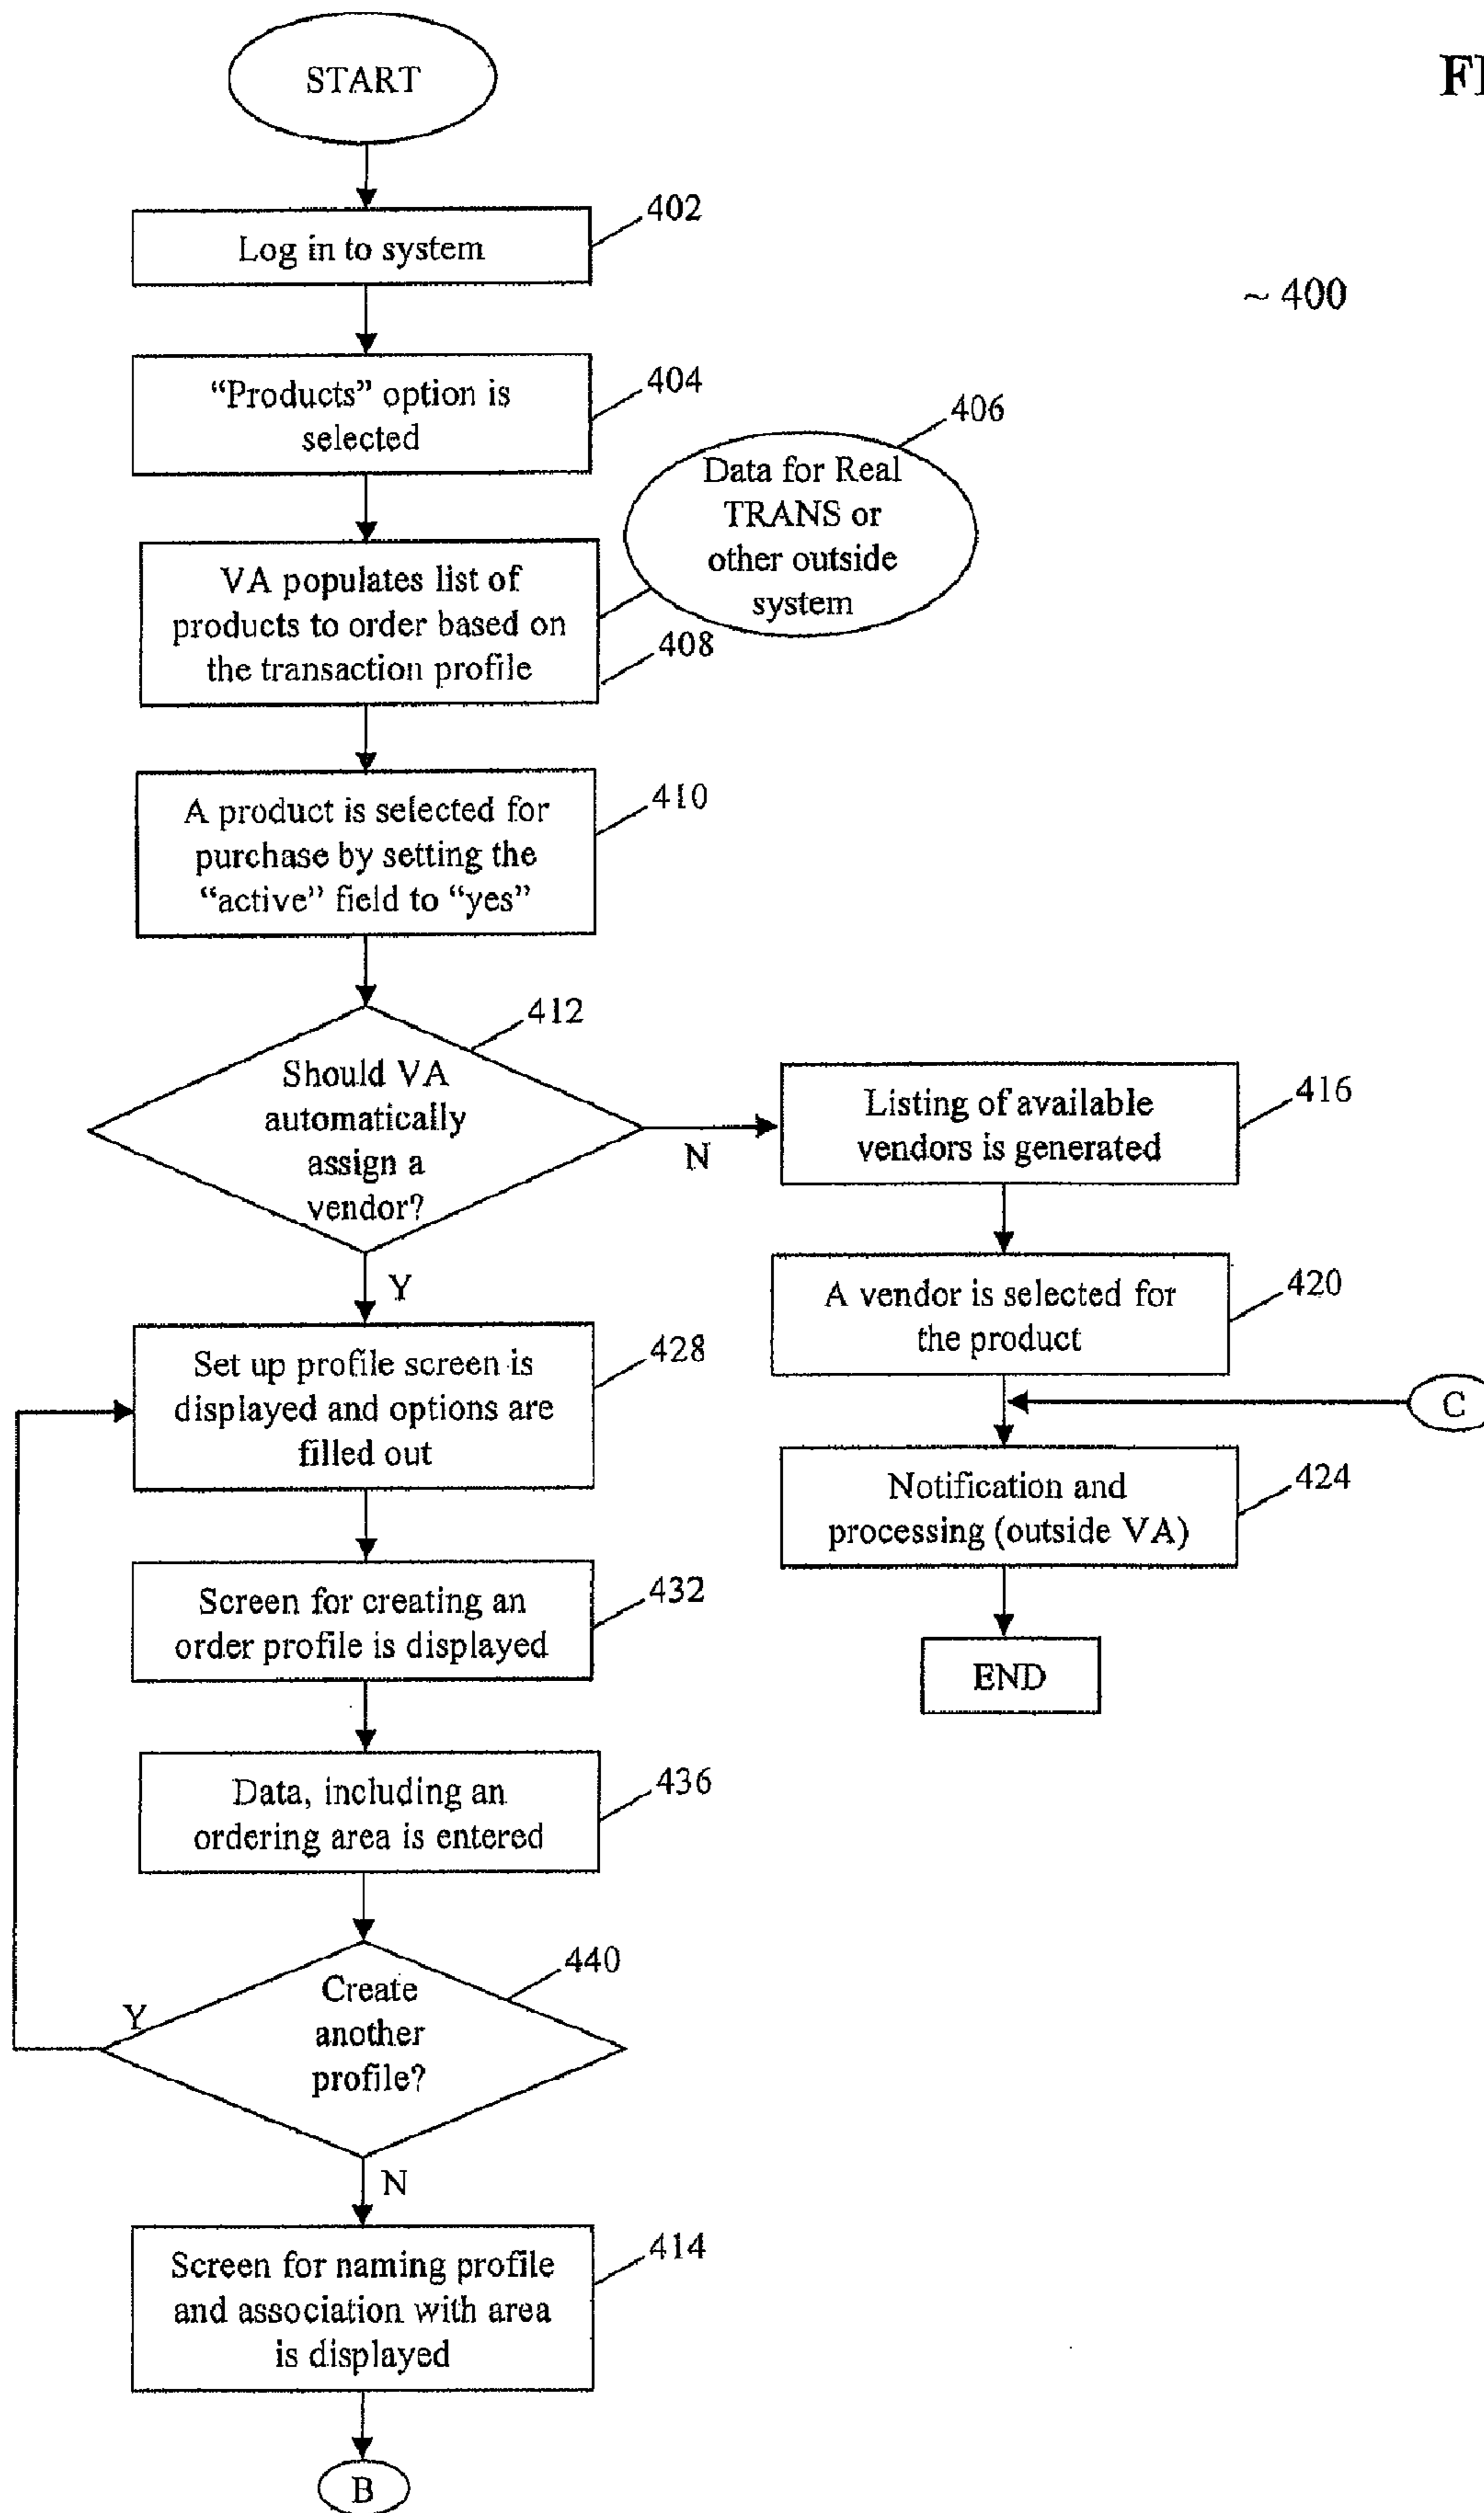 START
FI
402
Log in to system
~ 400
404
“Products” option is
selected
406
Data for Real
TRANS or
other outside
system
VA populates list of
products to order based on
the transaction profile
408
410
A product is selected for
purchase by setting the
“active” field to “yes”
412
Should VA
automatically
assign a
vendor?
N
Y
416
Listing of available
vendors is generated
420
A vendor is selected for
the product
C
424
Notification and
processing (outside VA)
END
428
Set up profile screen is
displayed and options are
filled out
432
Screen for creating an
order profile is displayed
436
Data, including an
ordering area is entered
440
Create
another
profile?
Y
N
414
Screen for naming profile
and association with area
is displayed
B